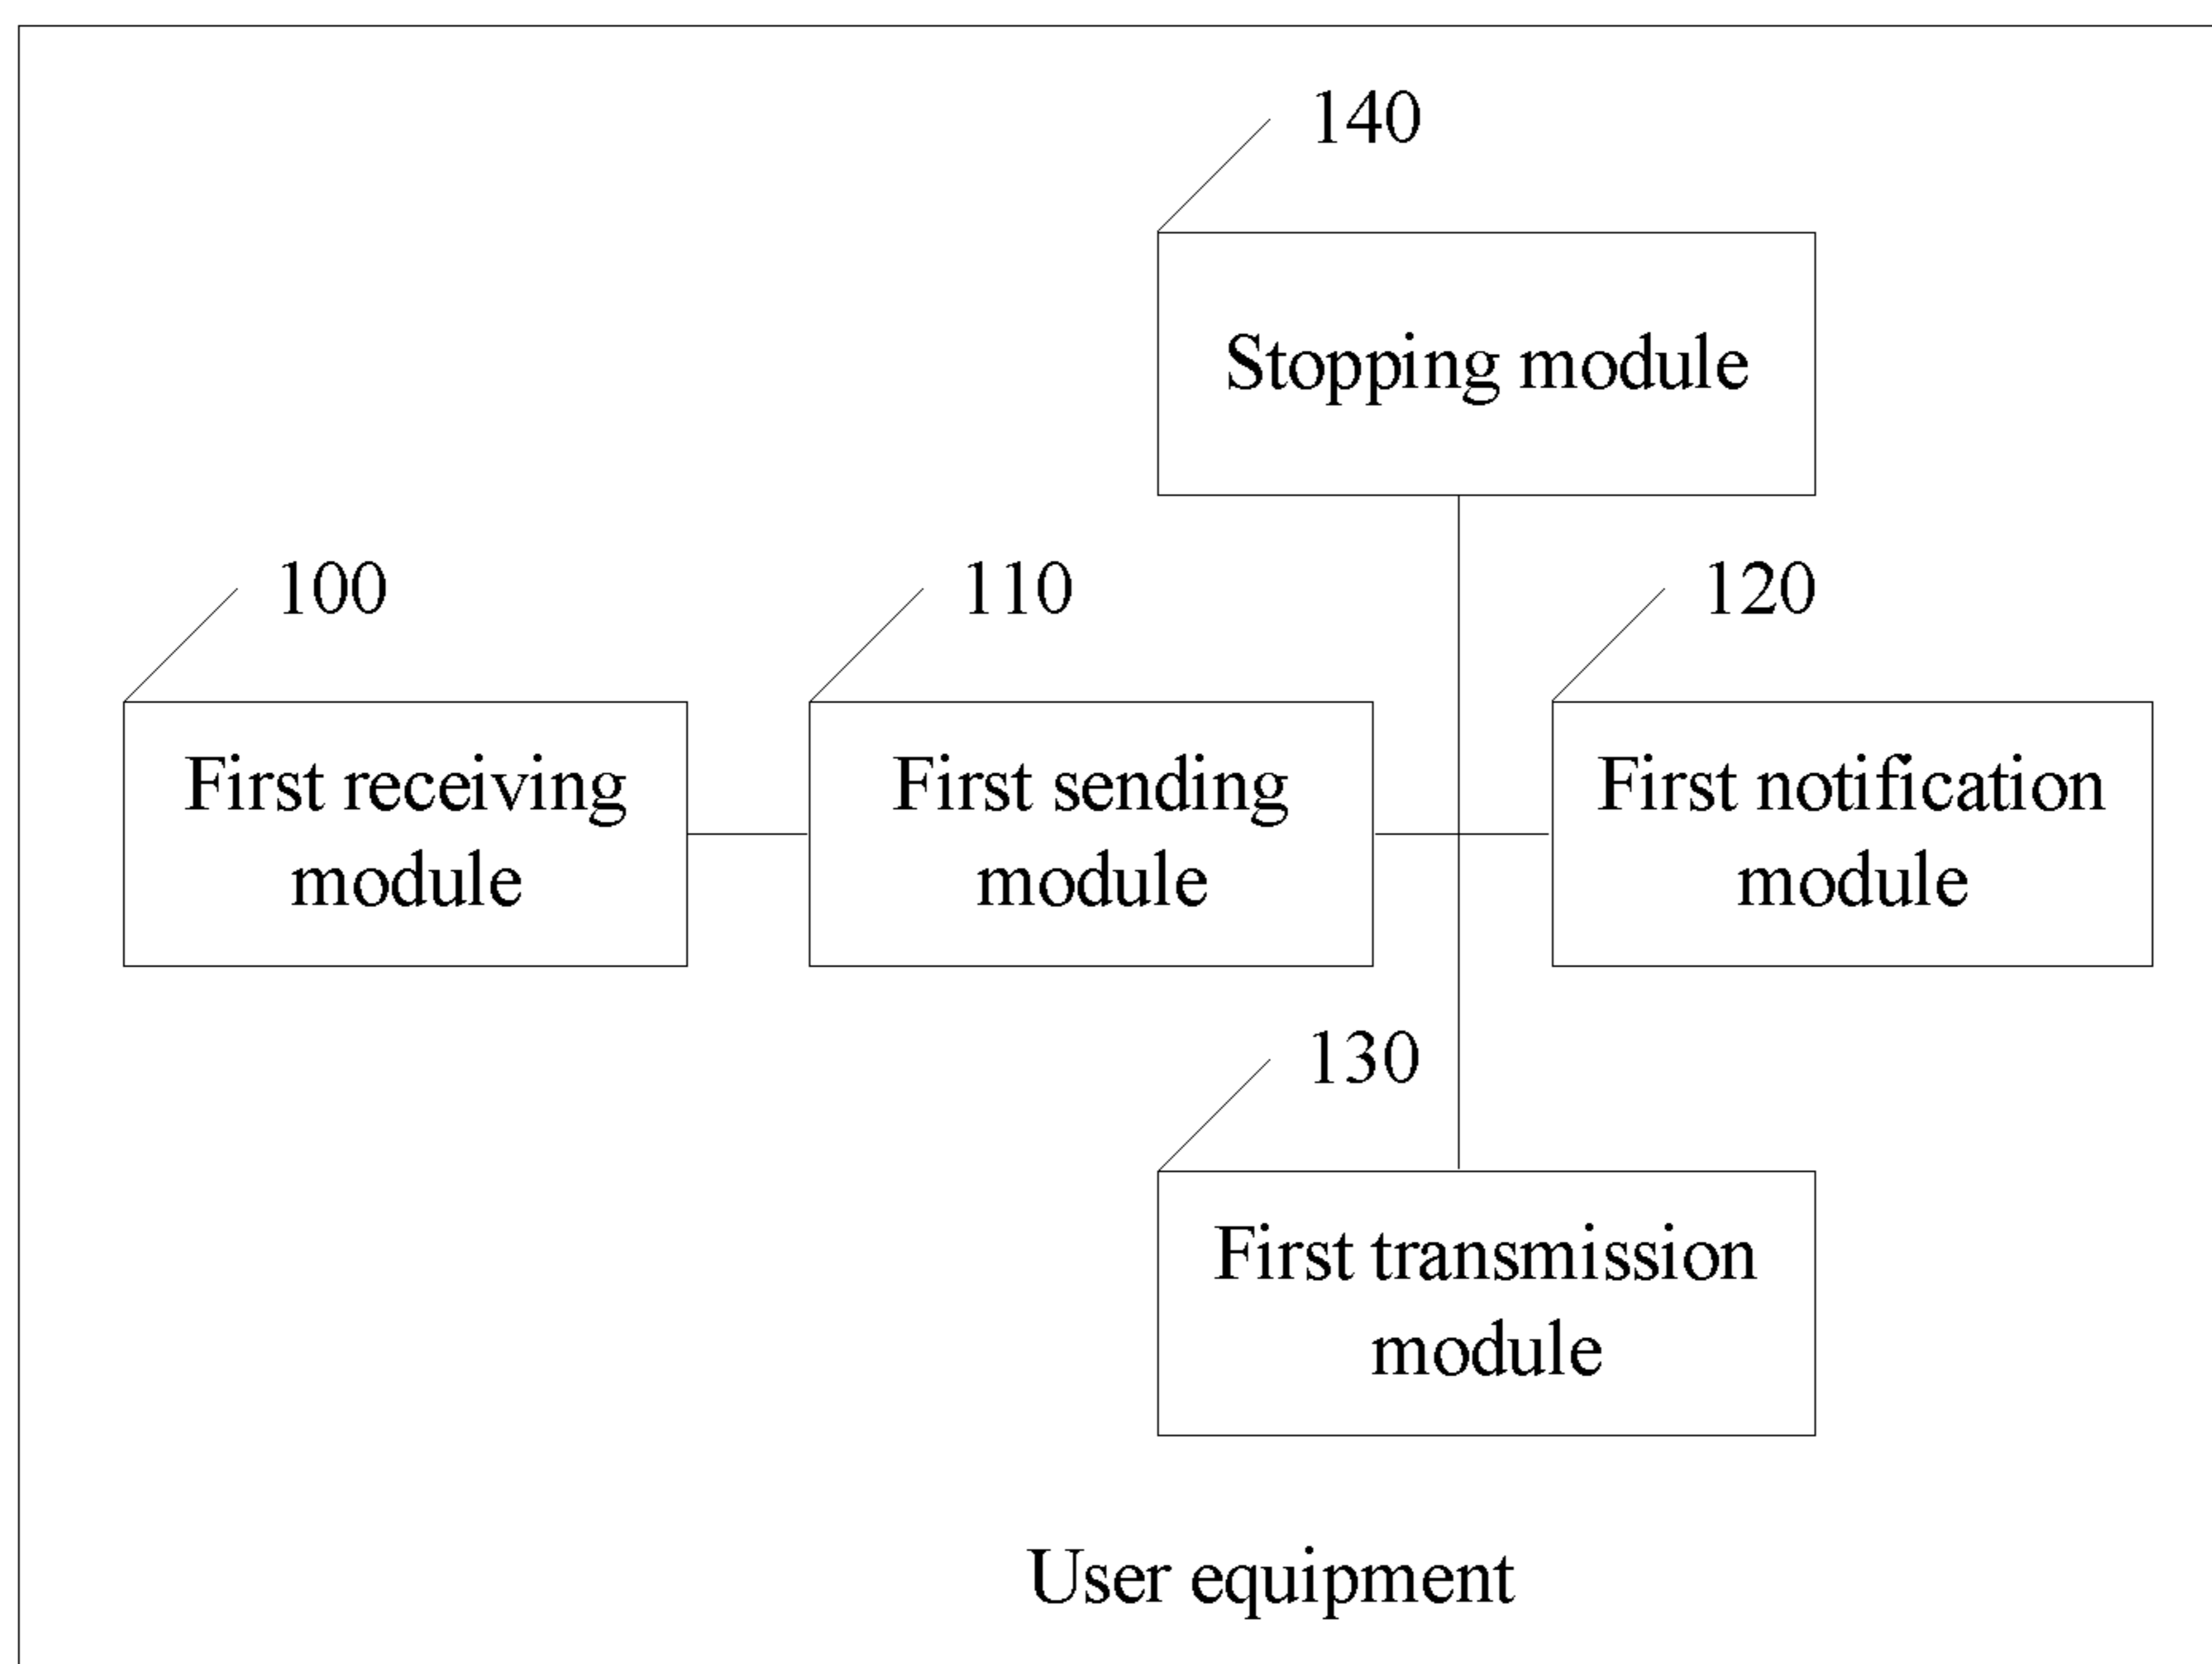 140
Stopping module
100
110
120
First receiving
module
First sending
module
First notification
module
130
First transmission
module
User equipment